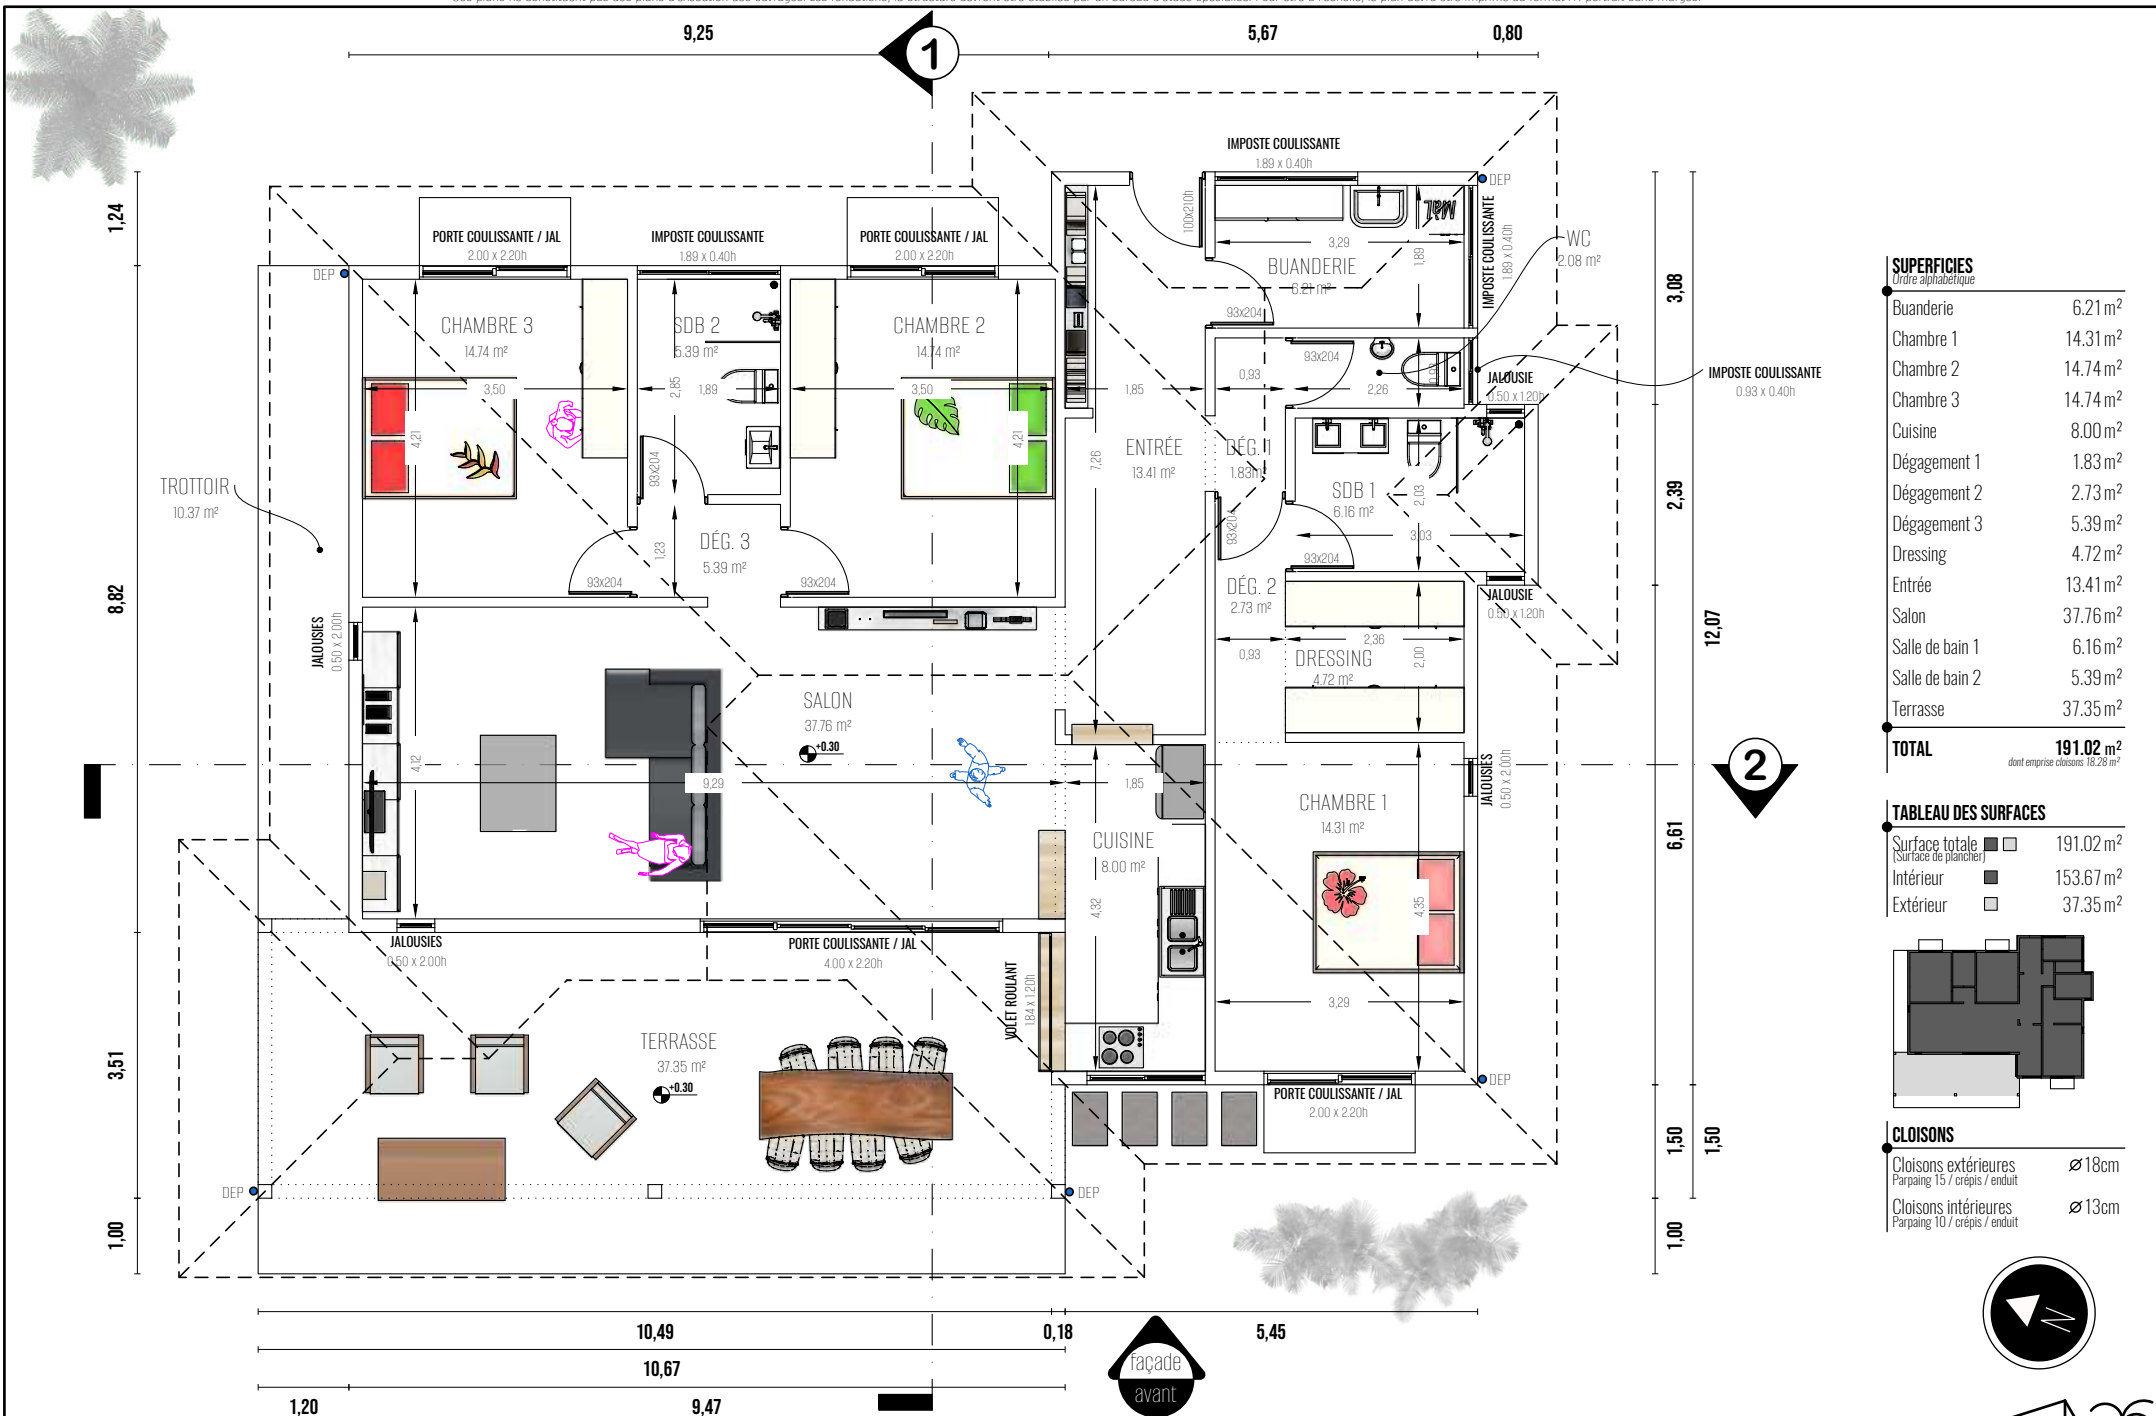 9,25
5,67
0,80
1
IMPOSTE COULISSANTE
1.89 x 0.40h
DEP
1,24
PORTE COULISSANTE / JAL
2.00 x 2.20h
IMPOSTE COULISSANTE
1.89 x 0.40h
PORTE COULISSANTE / JAL
2.00 x 2.20h
100x210h
MàL
3,29
1,89
IMPOSTE COULISSANTE
1.89 x 0.40h
WC
2.08 m²
DEP
BUANDERIE
6.21 m²
3,08
CHAMBRE 3
14.74 m²
SDB 2
5.39 m²
CHAMBRE 2
14.74 m²
93x204
93x204
3,50
2,85
1,89
3,50
1,85
0,93
2,26
JALOUSIE
0.50 x 1.20h
IMPOSTE COULISSANTE
0.93 x 0.40h
4,21
4,21
93x204
7,26
ENTRÉE
13.41 m²
DÉG. 1
1.83m²
SDB 1
6.16 m²
2,03
2,39
TROTTOIR
10.37 m²
93x204
3,03
DÉG. 3
5.39 m²
1,23
93x204
93x204
93x204
8,82
DÉG. 2
2.73 m²
JALOUSIE
0.50 x 1.20h
JALOUSIES
0.50 x 2.00h
12,07
0,93
2,36
2,00
DRESSING
4.72 m²
SALON
37.76 m²
+0.30
4,12
9,29
1,85
JALOUSIES
0.50 x 2.00h
2
CHAMBRE 1
14.31 m²
CUISINE
8.00 m²
6,61
4,32
4,35
JALOUSIES
0.50 x 2.00h
PORTE COULISSANTE / JAL
4.00 x 2.20h
VOLET ROULANT
1.84 x 1.20h
3,29
3,51
TERRASSE
37.35 m²
+0.30
DEP
PORTE COULISSANTE / JAL
2.00 x 2.20h
1,50
1,50
DEP
DEP
1,00
1,00
10,49
0,18
5,45
10,67
1,20
9,47
façade
avant
SUPERFICIES
Ordre alphabétique
Buanderie 6.21 m²
Chambre 1 14.31 m²
Chambre 2 14.74 m²
Chambre 3 14.74 m²
Cuisine 8.00 m²
Dégagement 1 1.83 m²
Dégagement 2 2.73 m²
Dégagement 3 5.39 m²
Dressing 4.72 m²
Entrée 13.41 m²
Salon 37.76 m²
Salle de bain 1 6.16 m²
Salle de bain 2 5.39 m²
Terrasse 37.35 m²
TOTAL 191.02 m²
dont emprise cloisons 18.28 m²
TABLEAU DES SURFACES
Surface totale 191.02 m²
(Surface de plancher)
Intérieur 153.67 m²
Extérieur 37.35 m²
CLOISONS
Cloisons extérieures ⌀ 18cm
Parpaing 15 / crépis / enduit
Cloisons intérieures ⌀ 13cm
Parpaing 10 / crépis / enduit
N